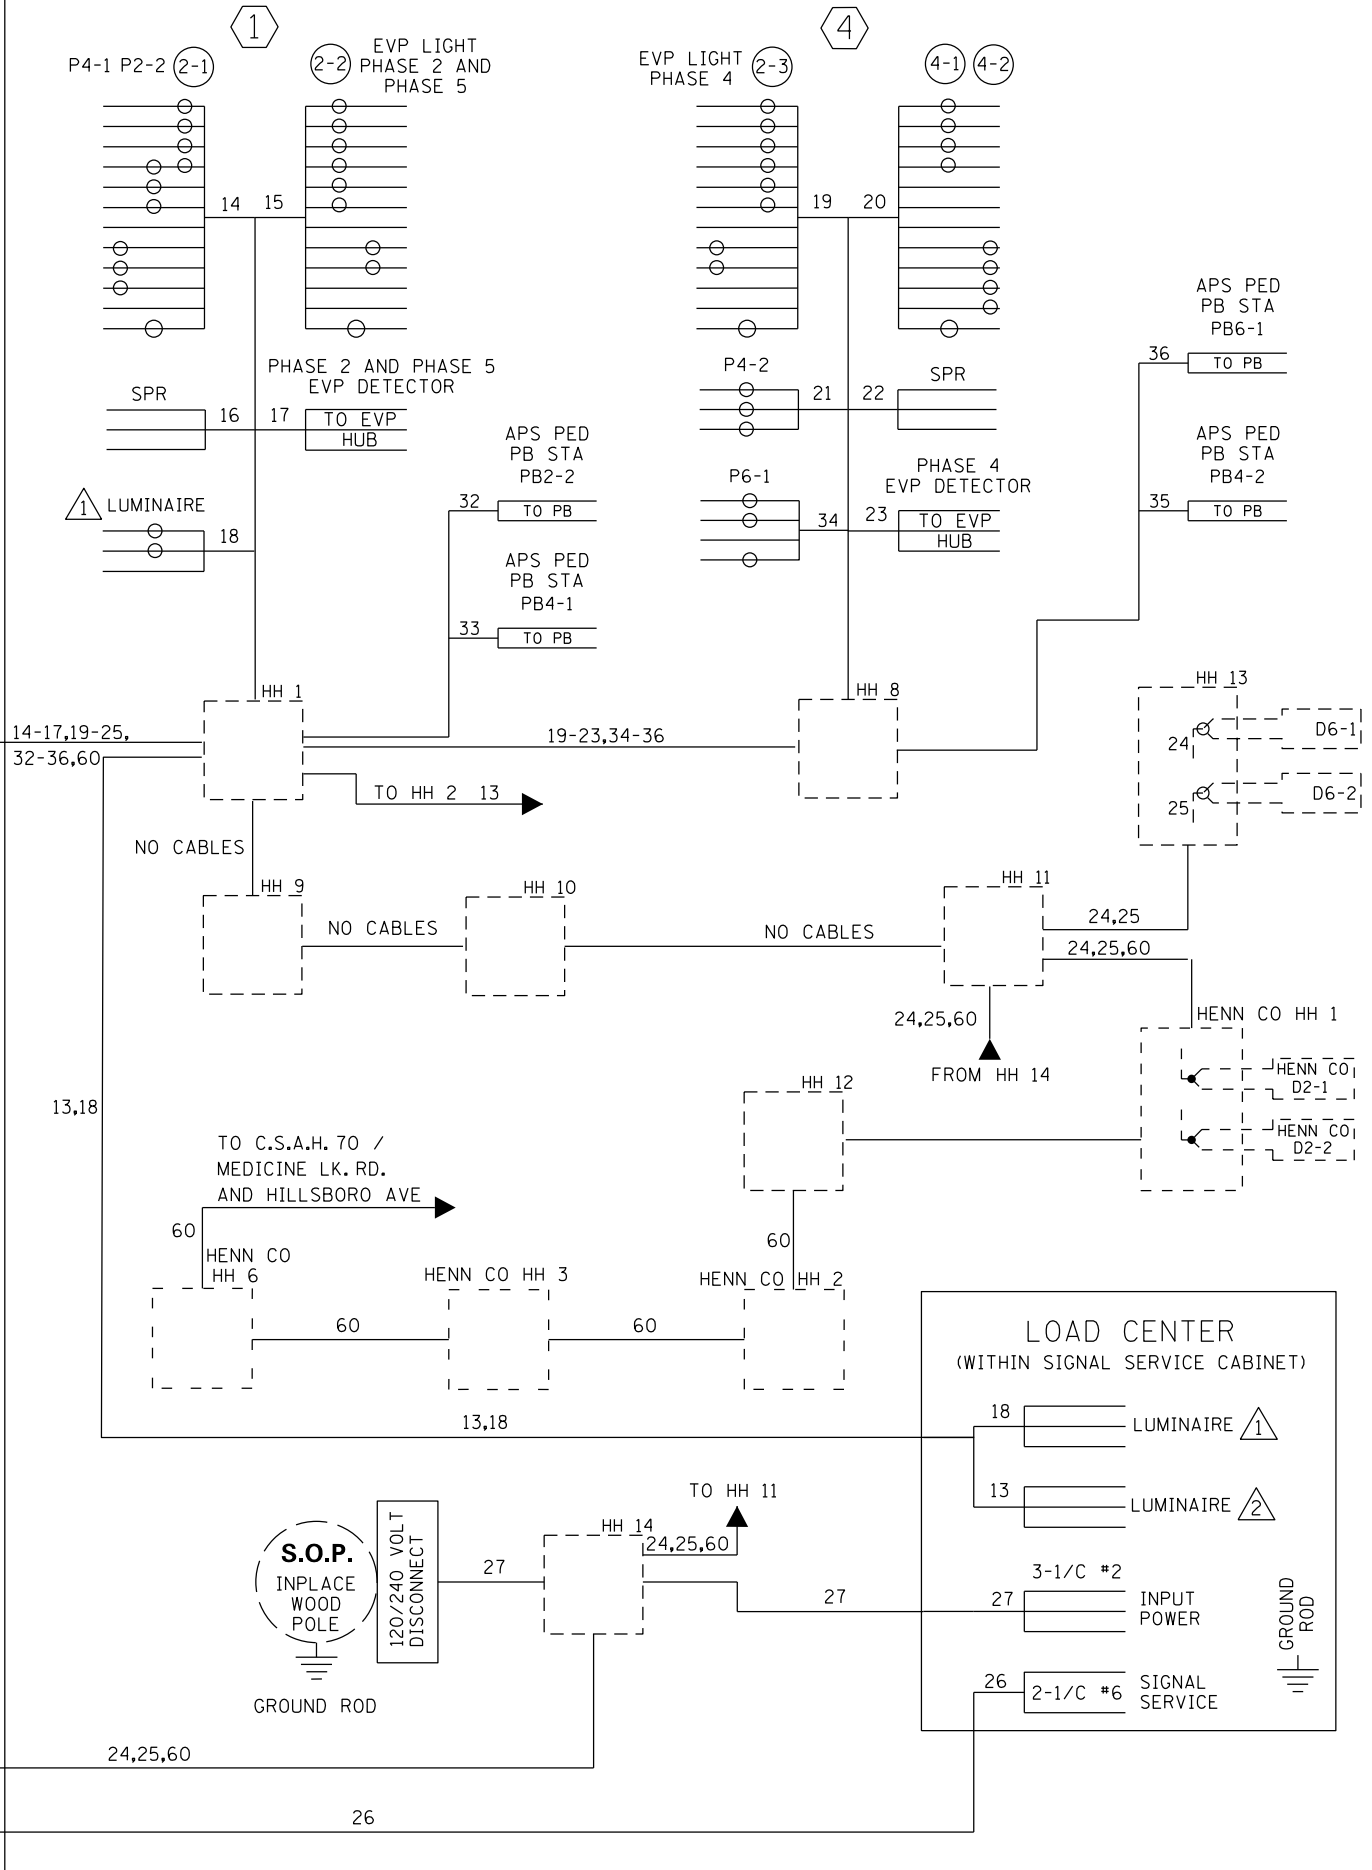 1
4
P4-1 P2-2 2-1
2-2
EVP LIGHT
PHASE 2 AND
PHASE 5
EVP LIGHT
PHASE 4
2-3
4-1 4-2
14 15
19 20
PHASE 2 AND PHASE 5
EVP DETECTOR
SPR
16 17
TO EVP
HUB
P4-2
SPR
21 22
APS PED
PB STA
PB6-1
36
TO PB
APS PED
PB STA
PB2-2
32
TO PB
APS PED
PB STA
PB4-2
35
TO PB
1 LUMINAIRE
18
P6-1
34 23
PHASE 4
EVP DETECTOR
TO EVP
HUB
APS PED
PB STA
PB4-1
33
TO PB
HH 1
HH 8
HH 13
14-17,19-25,
32-36,60
19-23,34-36
24
D6-1
25
D6-2
TO HH 2 13
NO CABLES
HH 9
HH 10
HH 11
NO CABLES
NO CABLES
24,25
24,25,60
24,25,60
FROM HH 14
HENN CO HH 1
HENN CO
D2-1
HENN CO
D2-2
HH 12
13,18
TO C.S.A.H. 70 /
MEDICINE LK. RD.
AND HILLSBORO AVE
60
HENN CO
HH 6
HENN CO HH 3
60
HENN CO HH 2
60
60
LOAD CENTER
(WITHIN SIGNAL SERVICE CABINET)
13,18
18
LUMINAIRE 1
13
LUMINAIRE 2
TO HH 11
HH 14
24,25,60
S.O.P.
INPLACE
WOOD
POLE
120/240 VOLT
DISCONNECT
27
27
3-1/C #2
27
INPUT
POWER
GROUND
ROD
GROUND ROD
26
2-1/C #6
SIGNAL
SERVICE
24,25,60
26